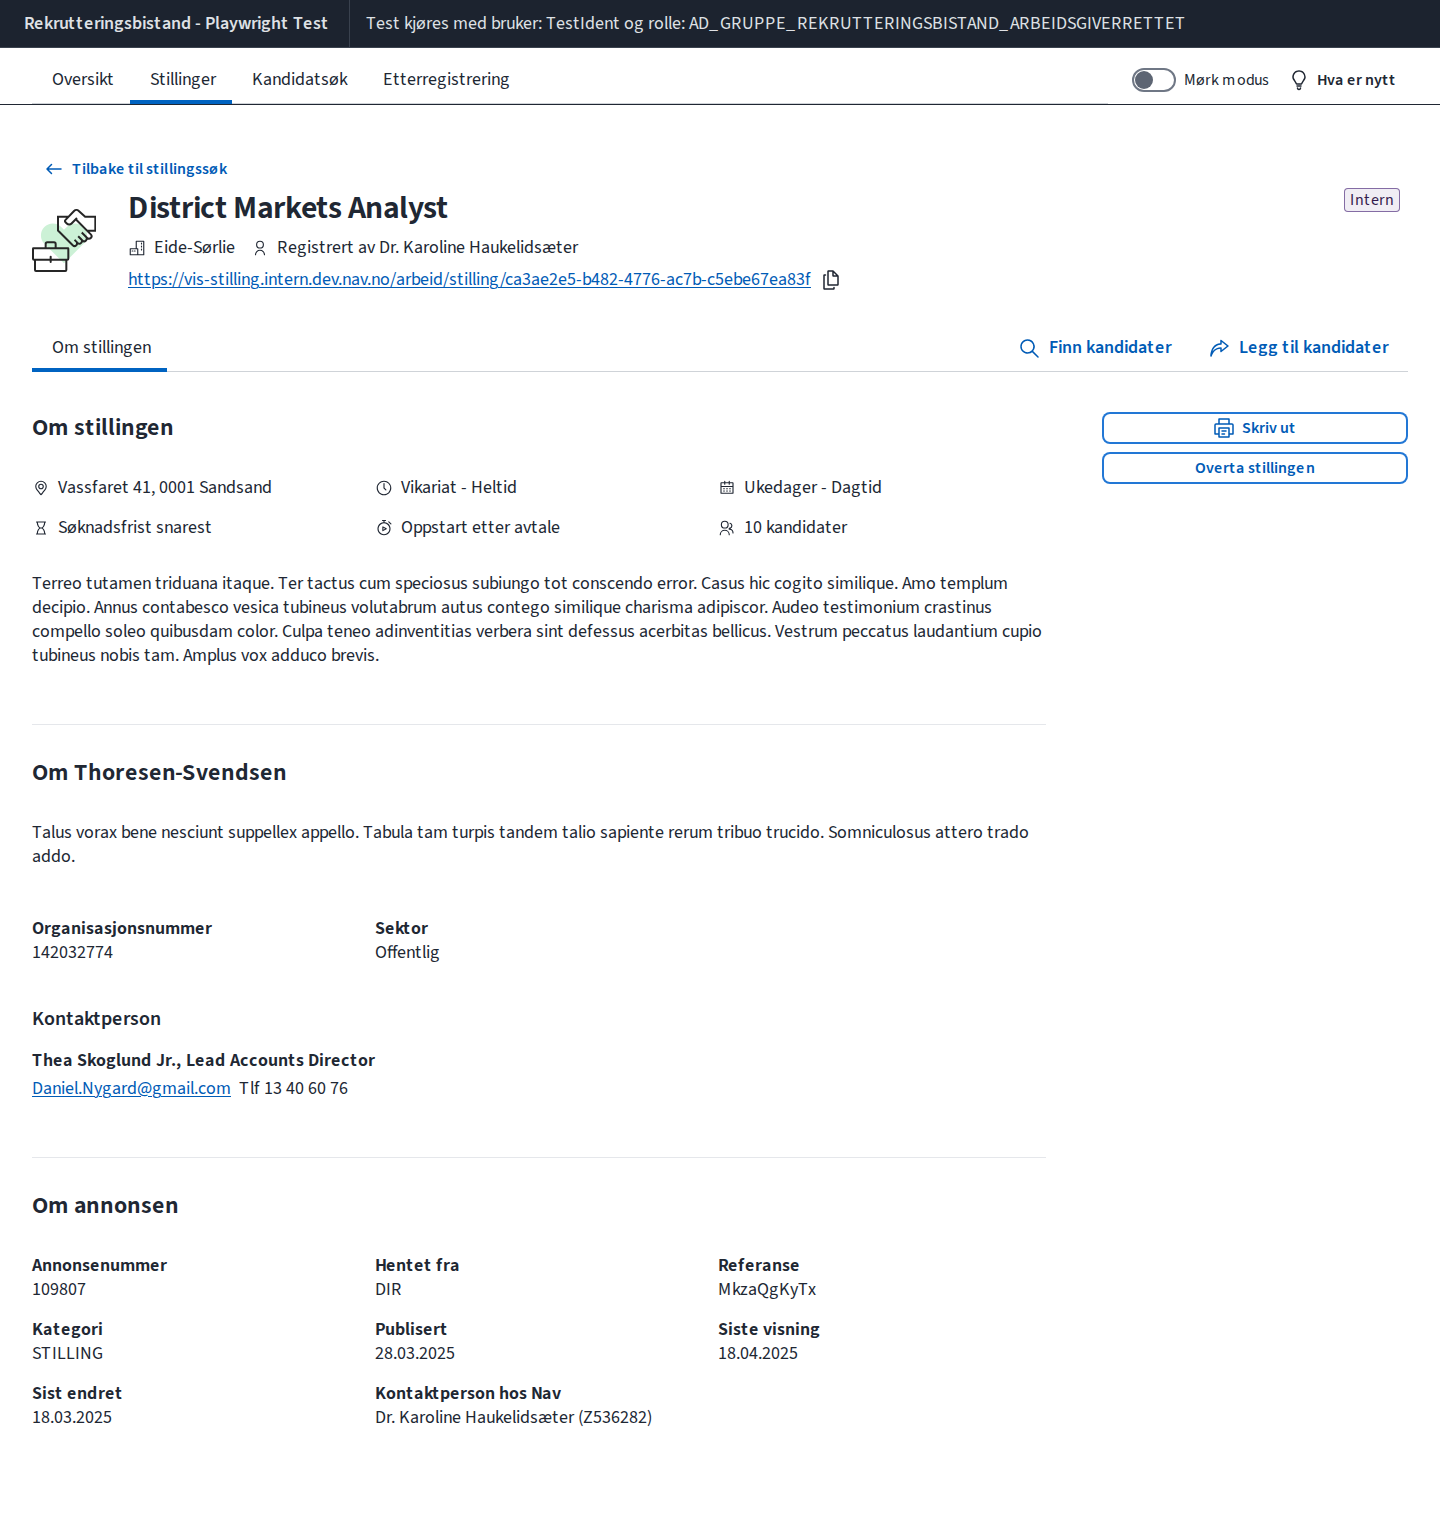 Rekrutteringsbistand - Playwright Test
Test kjøres med bruker: TestIdent og rolle: AD_GRUPPE_REKRUTTERINGSBISTAND_ARBEIDSGIVERRETTET
Oversikt
Stillinger
Kandidatsøk
Etterregistrering
Mørk modus
Hva er nytt
Tilbake til stillingssøk
District Markets Analyst
Intern
Eide-Sørlie
Registrert av Dr. Karoline Haukelidsæter
https://vis-stilling.intern.dev.nav.no/arbeid/stilling/ca3ae2e5-b482-4776-ac7b-c5ebe67ea83f
Om stillingen
Finn kandidater
Legg til kandidater
Om stillingen
Skriv ut
Overta stillingen
Vassfaret 41, 0001 Sandsand
Vikariat - Heltid
Ukedager - Dagtid
Søknadsfrist snarest
Oppstart etter avtale
10 kandidater
Terreo tutamen triduana itaque. Ter tactus cum speciosus subiungo tot conscendo error. Casus hic cogito similique. Amo templum
decipio. Annus contabesco vesica tubineus volutabrum autus contego similique charisma adipiscor. Audeo testimonium crastinus
compello soleo quibusdam color. Culpa teneo adinventitias verbera sint defessus acerbitas bellicus. Vestrum peccatus laudantium cupio
tubineus nobis tam. Amplus vox adduco brevis.
Om Thoresen-Svendsen
Talus vorax bene nesciunt suppellex appello. Tabula tam turpis tandem talio sapiente rerum tribuo trucido. Somniculosus attero trado
addo.
Organisasjonsnummer
142032774
Sektor
Offentlig
Kontaktperson
Thea Skoglund Jr., Lead Accounts Director
Daniel.Nygard@gmail.com Tlf 13 40 60 76
Om annonsen
Annonsenummer
109807
Hentet fra
DIR
Referanse
MkzaQgKyTx
Kategori
STILLING
Publisert
28.03.2025
Siste visning
18.04.2025
Sist endret
18.03.2025
Kontaktperson hos Nav
Dr. Karoline Haukelidsæter (Z536282)